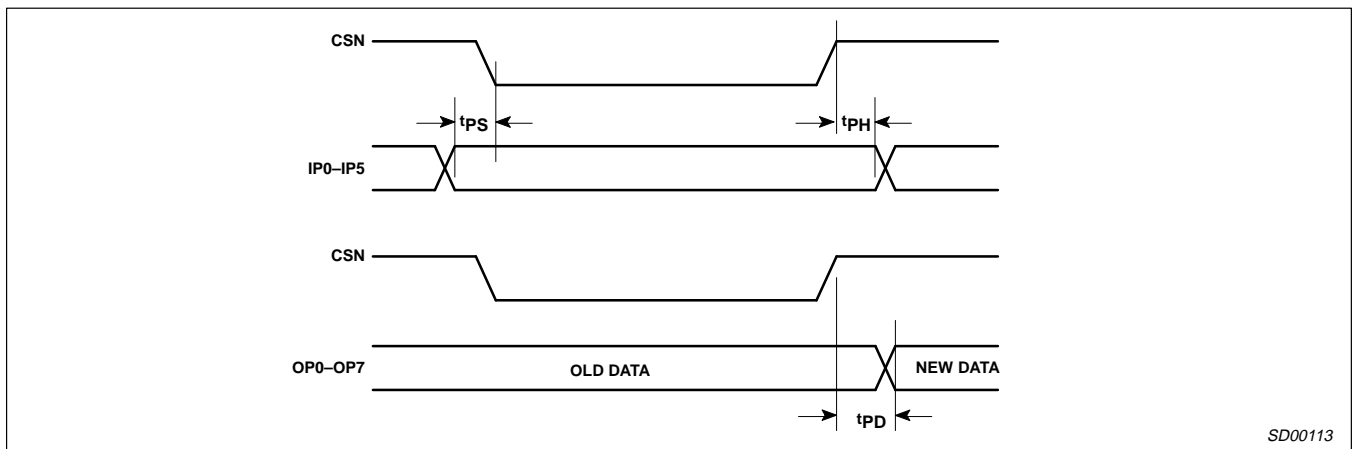 CSN
tPS
tPH
IP0–IP5
CSN
OP0–OP7
OLD DATA
NEW DATA
tPD
SD00113